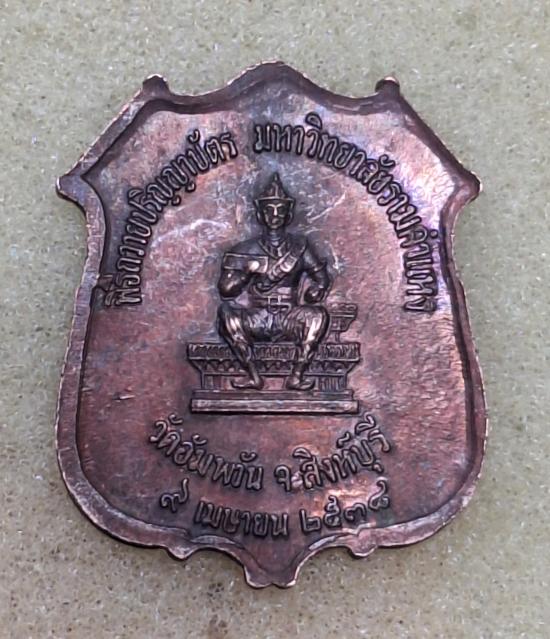 พิธีถวายปริญญาบัตร มหาวิทยาลัยรามคำแหง
วัดอัมพวัน จ.สิงห์บุรี
๙ เมษายน ๒๕๓๘